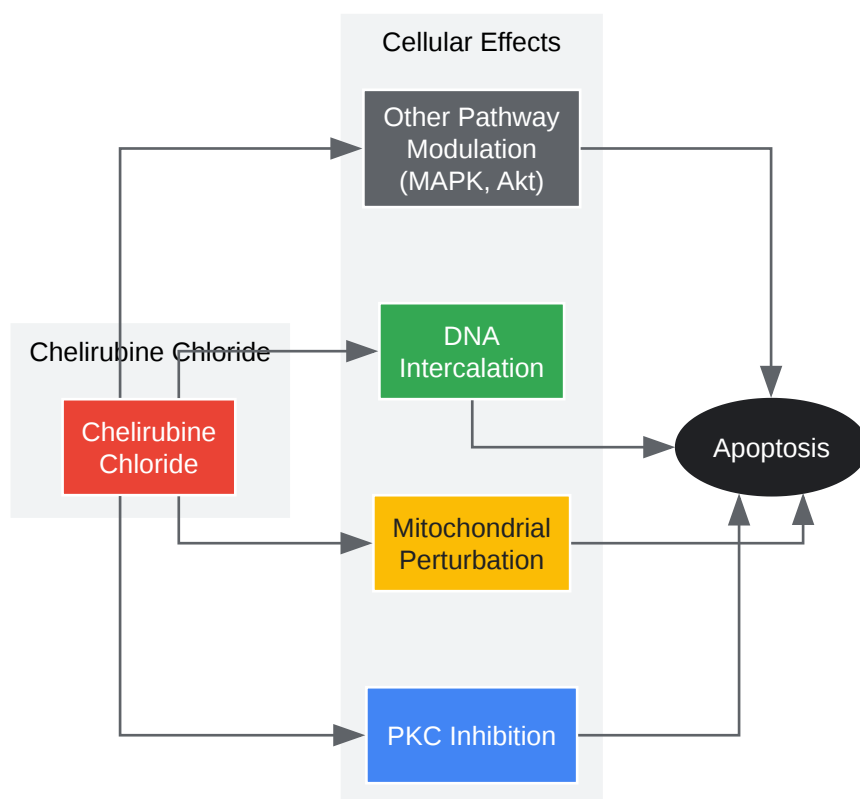 Cellular Effects
Other Pathway
Modulation
(MAPK, Akt)
Chelirubine Chloride
DNA
Intercalation
Chelirubine
Chloride
Apoptosis
Mitochondrial
Perturbation
PKC Inhibition